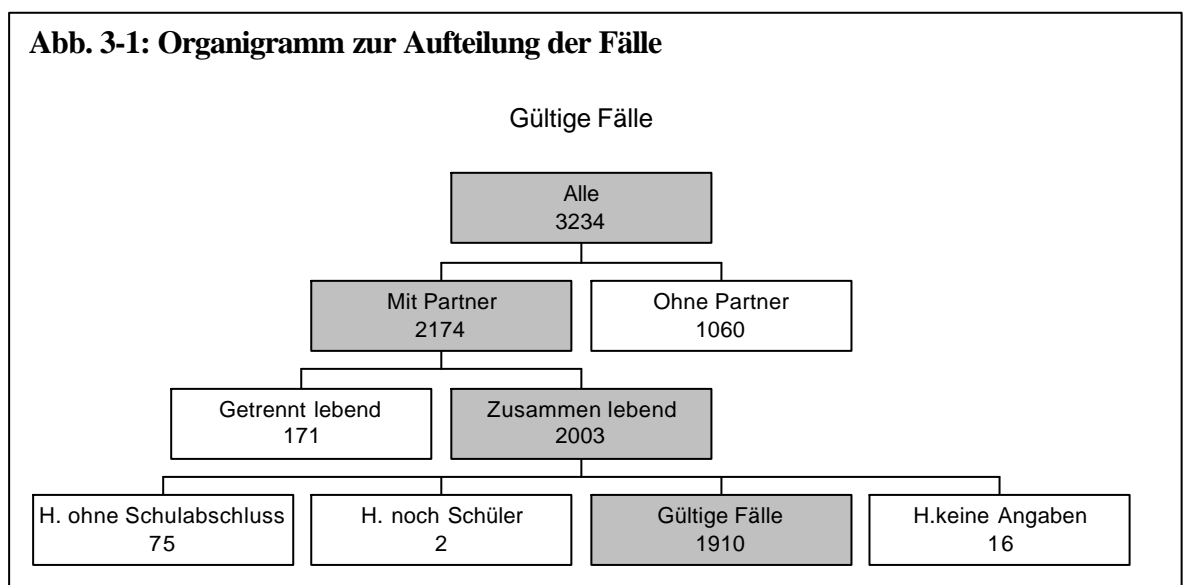 Abb. 3-1: Organigramm zur Aufteilung der Fälle
Gültige Fälle
Alle
3234
Mit Partner
2174
Ohne Partner
1060
Getrennt lebend
171
Zusammen lebend
2003
H. ohne Schulabschluss
75
H. noch Schüler
2
Gültige Fälle
1910
H.keine Angaben
16